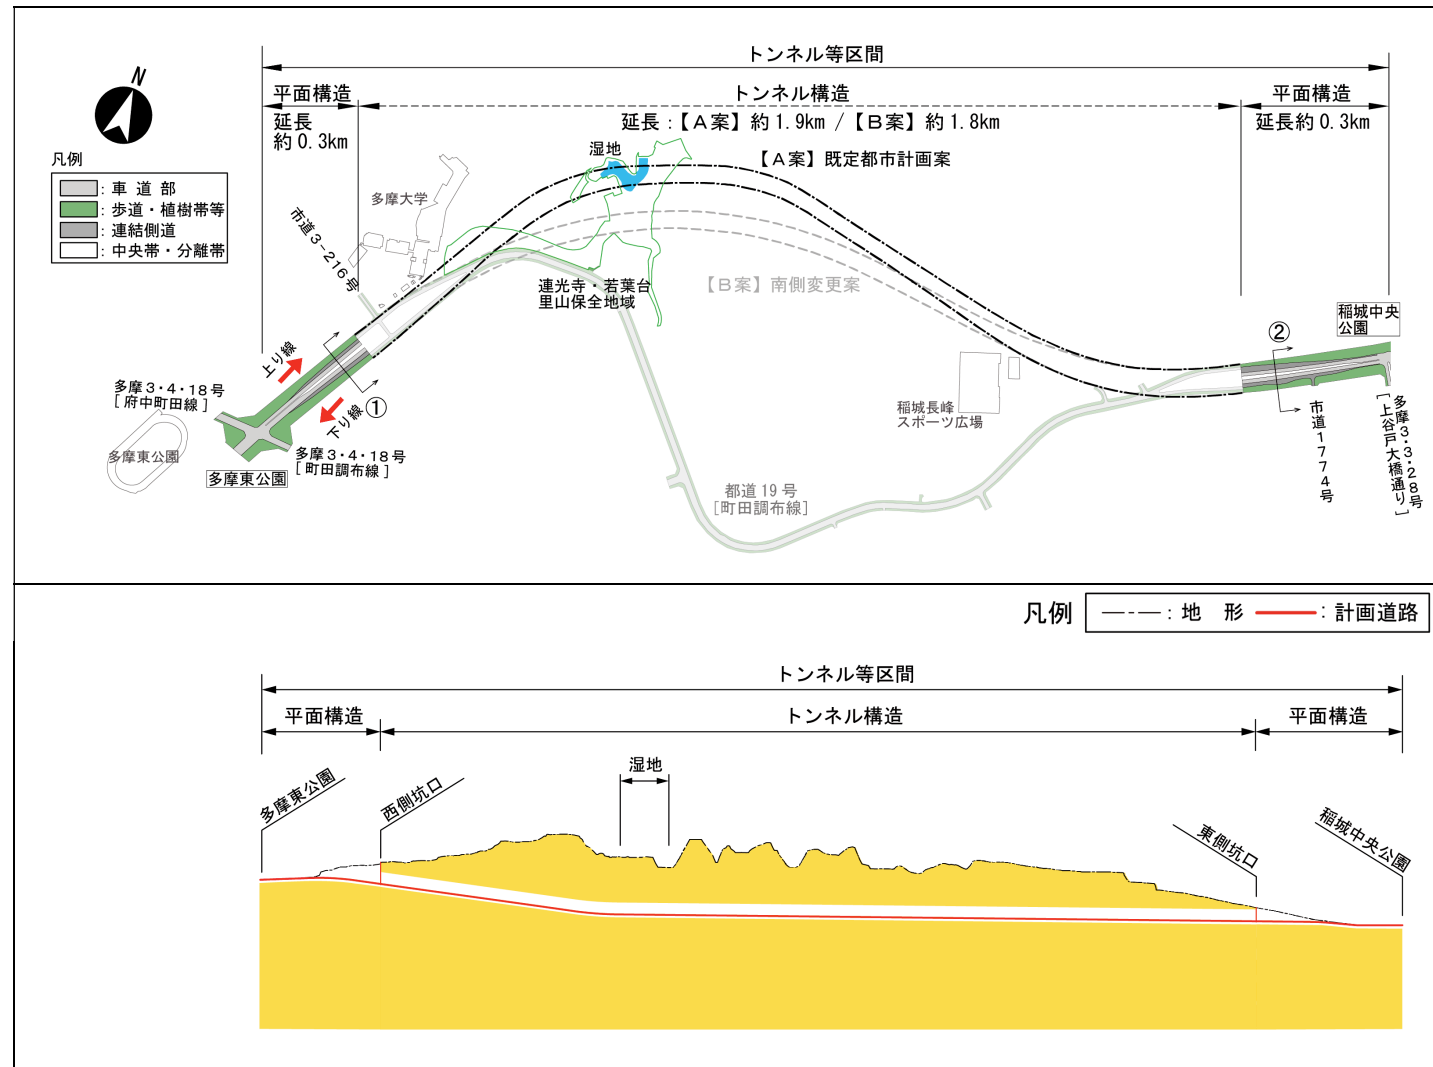 トンネル等区間
平面構造
トンネル構造
平面構造
延長
約0.3km
延長：【A案】約1.9km /【B案】約1.8km
延長約0.3km
N
凡例
：車道部
：歩道・植樹帯等
：連結側道
：中央帯・分離帯
湿地
【A案】既定都市計画案
多摩大学
市道3-216号
連光寺・若葉台
里山保全地域
【B案】南側変更案
稲城中央
公園
②
上り線
下り線
①
多摩3・4・18号
[府中町田線]
多摩東公園
多摩東公園
多摩3・4・18号
[町田調布線]
稲城長峰
スポーツ広場
都道19号
[町田調布線]
市道1774号
多摩3・3・28号
[上谷戸大橋通り]
凡例
：地形
：計画道路
トンネル等区間
平面構造
トンネル構造
平面構造
湿地
多摩東公園
西側坑口
東側坑口
稲城中央公園